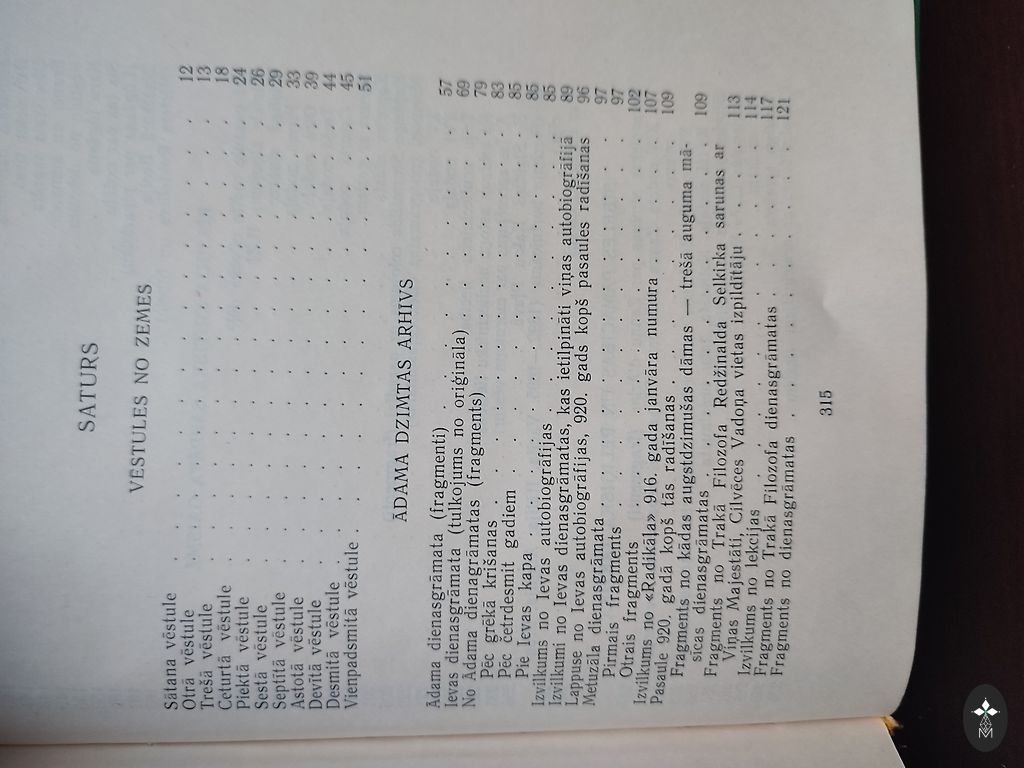 SATURS
VĒSTULES NO ZEMES
Sātana vēstule . . . . . . . . . . . 12
Otrā vēstule . . . . . . . . . . . 13
Trešā vēstule . . . . . . . . . . . 18
Ceturtā vēstule . . . . . . . . . . . 24
Piektā vēstule . . . . . . . . . . . 26
Sestā vēstule . . . . . . . . . . . 29
Septītā vēstule . . . . . . . . . . . 33
Astotā vēstule . . . . . . . . . . . 39
Devītā vēstule . . . . . . . . . . . 44
Desmitā vēstule . . . . . . . . . . . 45
Vienpadsmitā vēstule . . . . . . . . . . . 51
ĀDAMA DZIMTAS ARHIVS
Ādama dienasgrāmata (fragmenti) . . . . . . . . 57
Ievas dienasgrāmata (tulkojums no oriģināla) . . . . . . 69
No Ādama dienagrāmatas (fragments) . . . . . . 79
Pēc grēkā krišanas . . . . . . . . . 83
Pēc četrdesmit gadiem . . . . . . . . . 85
Pie Ievas kapa . . . . . . . . . . 85
Izvilkums no Ievas autobiogrāfijas . . . . . . . . 85
Izvilkumi no Ievas dienasgrāmatas, kas ietilpināti viņas autobiogrāfijā 89
Lappuse no Ievas autobiogrāfijas, 920. gads kopš pasaules radīšanas 96
Metuzāla dienasgrāmata . . . . . . . . . 97
Pirmais fragments . . . . . . . . . 97
Otrais fragments . . . . . . . . . 102
Izvilkums no «Radikāļa» 916. gada janvāra numura . . . . 107
Pasaule 920. gadā kopš tās radīšanas . . . . . . 109
Fragments no kādas augstdzimušas dāmas — trešā auguma mā-
sicas dienasgrāmatas . . . . . . . . 109
Fragments no Trakā Filozofa Redžinalda Selkirka sarunas ar
Viņas Majestāti, Cilvēces Vadoņa vietas izpildītāju . . . . 113
Izvilkums no lekcijas . . . . . . . . . 114
Fragments no Trakā Filozofa dienasgrāmatas . . . . . 117
Fragments no dienasgrāmatas . . . . . . . . 121
315